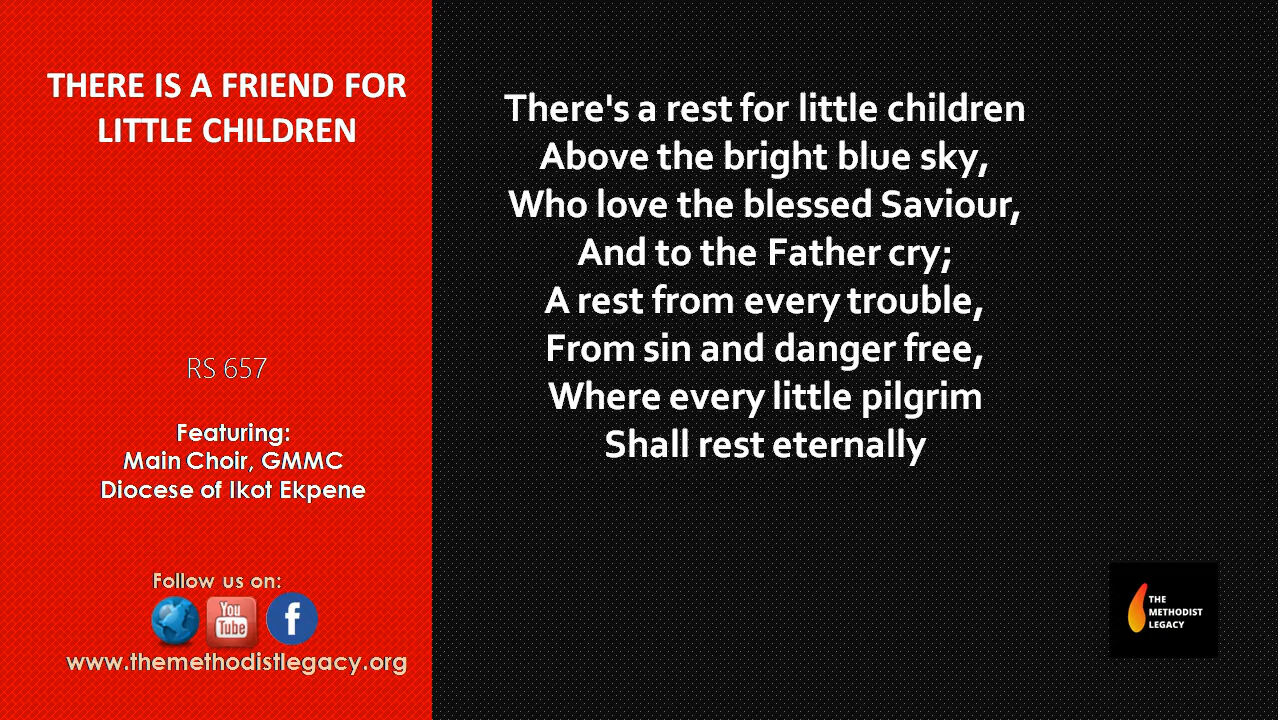 THERE IS A FRIEND FOR
LITTLE CHILDREN
RS 657
Featuring:
Main Choir, GMMC
Diocese of Ikot Ekpene
Follow us on:
You
Tube
f
www.themethodistlegacy.org
There's a rest for little children
Above the bright blue sky,
Who love the blessed Saviour,
And to the Father cry;
A rest from every trouble,
From sin and danger free,
Where every little pilgrim
Shall rest eternally
THE
METHODIST
LEGACY